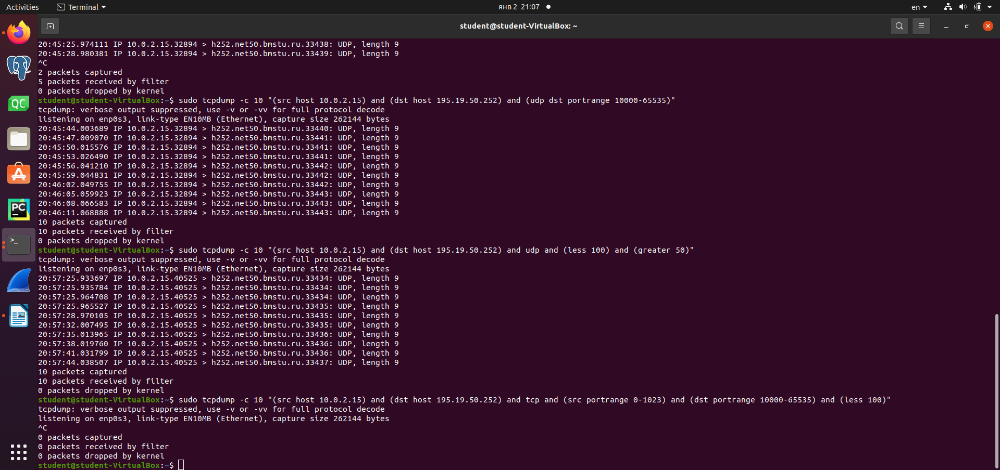 Activities
Terminal
янв 2 21:07
en
student@student-VirtualBox: ~
20:45:25.974111 IP 10.0.2.15.32894 > h252.net50.bmstu.ru.33438: UDP, length 9
20:45:28.980381 IP 10.0.2.15.32894 > h252.net50.bmstu.ru.33439: UDP, length 9
^C
2 packets captured
5 packets received by filter
0 packets dropped by kernel
student@student-VirtualBox:~$ sudo tcpdump -c 10 "(src host 10.0.2.15) and (dst host 195.19.50.252) and (udp dst portrange 10000-65535)"
tcpdump: verbose output suppressed, use -v or -vv for full protocol decode
listening on enp0s3, link-type EN10MB (Ethernet), capture size 262144 bytes
20:45:44.003689 IP 10.0.2.15.32894 > h252.net50.bmstu.ru.33440: UDP, length 9
20:45:47.009070 IP 10.0.2.15.32894 > h252.net50.bmstu.ru.33441: UDP, length 9
20:45:50.015576 IP 10.0.2.15.32894 > h252.net50.bmstu.ru.33441: UDP, length 9
20:45:53.026490 IP 10.0.2.15.32894 > h252.net50.bmstu.ru.33441: UDP, length 9
20:45:56.041210 IP 10.0.2.15.32894 > h252.net50.bmstu.ru.33442: UDP, length 9
20:45:59.044831 IP 10.0.2.15.32894 > h252.net50.bmstu.ru.33442: UDP, length 9
20:46:02.049755 IP 10.0.2.15.32894 > h252.net50.bmstu.ru.33442: UDP, length 9
20:46:05.059923 IP 10.0.2.15.32894 > h252.net50.bmstu.ru.33443: UDP, length 9
20:46:08.066583 IP 10.0.2.15.32894 > h252.net50.bmstu.ru.33443: UDP, length 9
20:46:11.068888 IP 10.0.2.15.32894 > h252.net50.bmstu.ru.33443: UDP, length 9
10 packets captured
10 packets received by filter
0 packets dropped by kernel
student@student-VirtualBox:~$ sudo tcpdump -c 10 "(src host 10.0.2.15) and (dst host 195.19.50.252) and udp and (less 100) and (greater 50)"
tcpdump: verbose output suppressed, use -v or -vv for full protocol decode
listening on enp0s3, link-type EN10MB (Ethernet), capture size 262144 bytes
20:57:25.933697 IP 10.0.2.15.40525 > h252.net50.bmstu.ru.33434: UDP, length 9
20:57:25.935784 IP 10.0.2.15.40525 > h252.net50.bmstu.ru.33434: UDP, length 9
20:57:25.964708 IP 10.0.2.15.40525 > h252.net50.bmstu.ru.33434: UDP, length 9
20:57:25.965527 IP 10.0.2.15.40525 > h252.net50.bmstu.ru.33435: UDP, length 9
20:57:28.970105 IP 10.0.2.15.40525 > h252.net50.bmstu.ru.33435: UDP, length 9
20:57:32.007495 IP 10.0.2.15.40525 > h252.net50.bmstu.ru.33435: UDP, length 9
20:57:35.013965 IP 10.0.2.15.40525 > h252.net50.bmstu.ru.33436: UDP, length 9
20:57:38.019760 IP 10.0.2.15.40525 > h252.net50.bmstu.ru.33436: UDP, length 9
20:57:41.031799 IP 10.0.2.15.40525 > h252.net50.bmstu.ru.33436: UDP, length 9
20:57:44.038507 IP 10.0.2.15.40525 > h252.net50.bmstu.ru.33437: UDP, length 9
10 packets captured
10 packets received by filter
0 packets dropped by kernel
student@student-VirtualBox:~$ sudo tcpdump -c 10 "(src host 10.0.2.15) and (dst host 195.19.50.252) and tcp and (src portrange 0-1023) and (dst portrange 10000-65535) and (less 100)"
tcpdump: verbose output suppressed, use -v or -vv for full protocol decode
listening on enp0s3, link-type EN10MB (Ethernet), capture size 262144 bytes
^C
0 packets captured
0 packets received by filter
0 packets dropped by kernel
student@student-VirtualBox:~$
QC
PC
>_